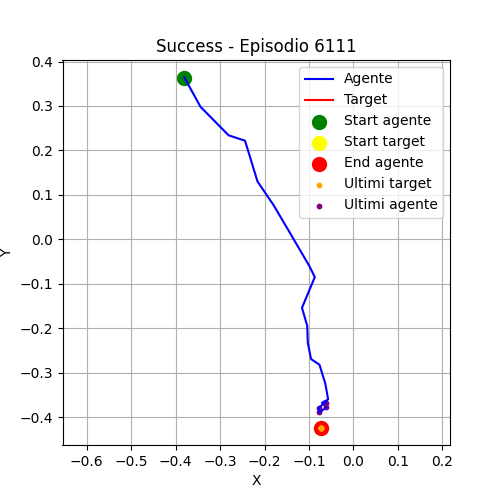 Success - Episodio 6111
Agente
Target
Start agente
Start target
End agente
Ultimi target
Ultimi agente
0.4
0.3
0.2
0.1
0.0
−0.1
−0.2
−0.3
−0.4
Y
−0.6 −0.5 −0.4 −0.3 −0.2 −0.1 0.0 0.1 0.2
X